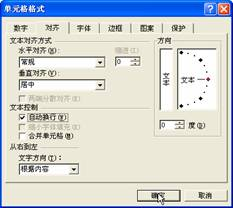 单元格格式
数字 对齐 字体 边框 图案 保护
文本对齐方式
水平对齐(H):
缩进(I):
常规
0
垂直对齐(V):
居中
两端分散对齐(E)
文本控制
自动换行(W)
缩小字体填充(K)
合并单元格(M)
从右到左
文字方向(T):
根据内容
方向
文本
文本
0 度(D)
确定 取消